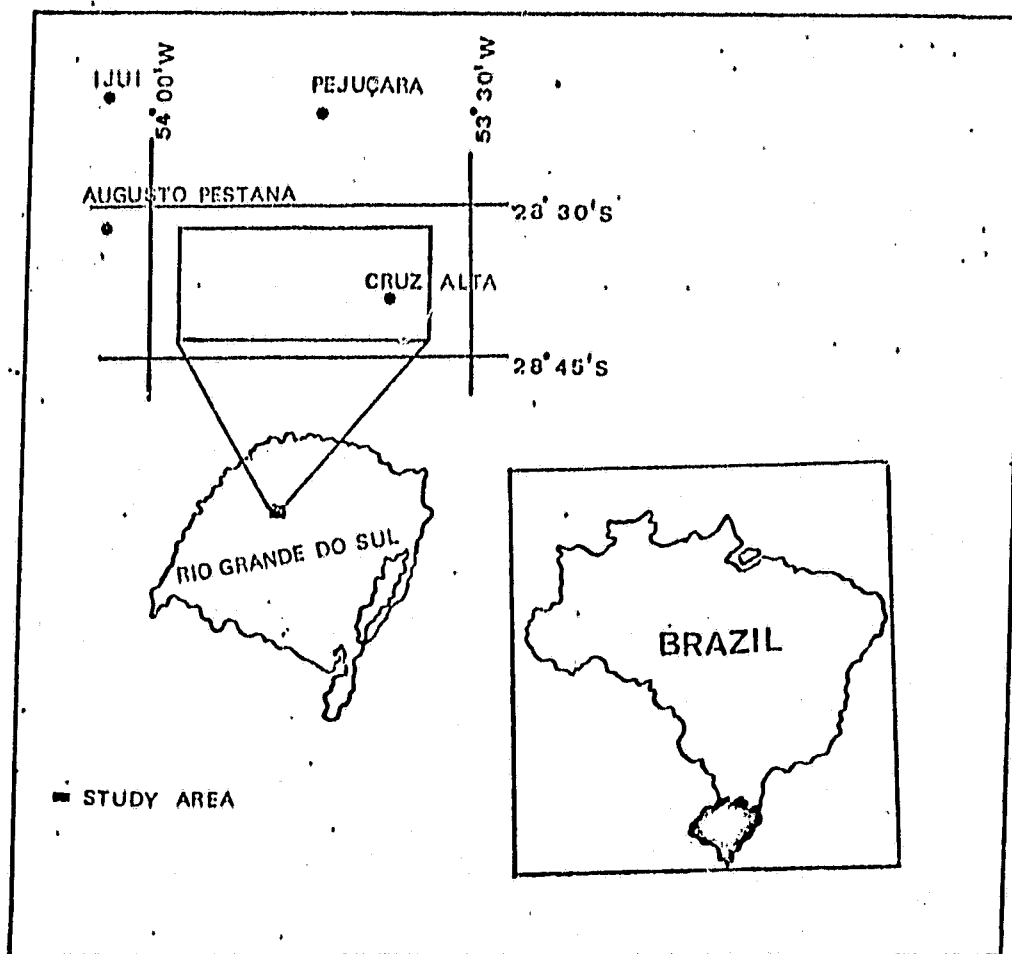 IJUI
54°00'W
PEJUÇARA
53°30'W
AUGUSTO PESTANA
28°30'S
CRUZ ALTA
28°45'S
RIO GRANDE DO SUL
BRAZIL
STUDY AREA